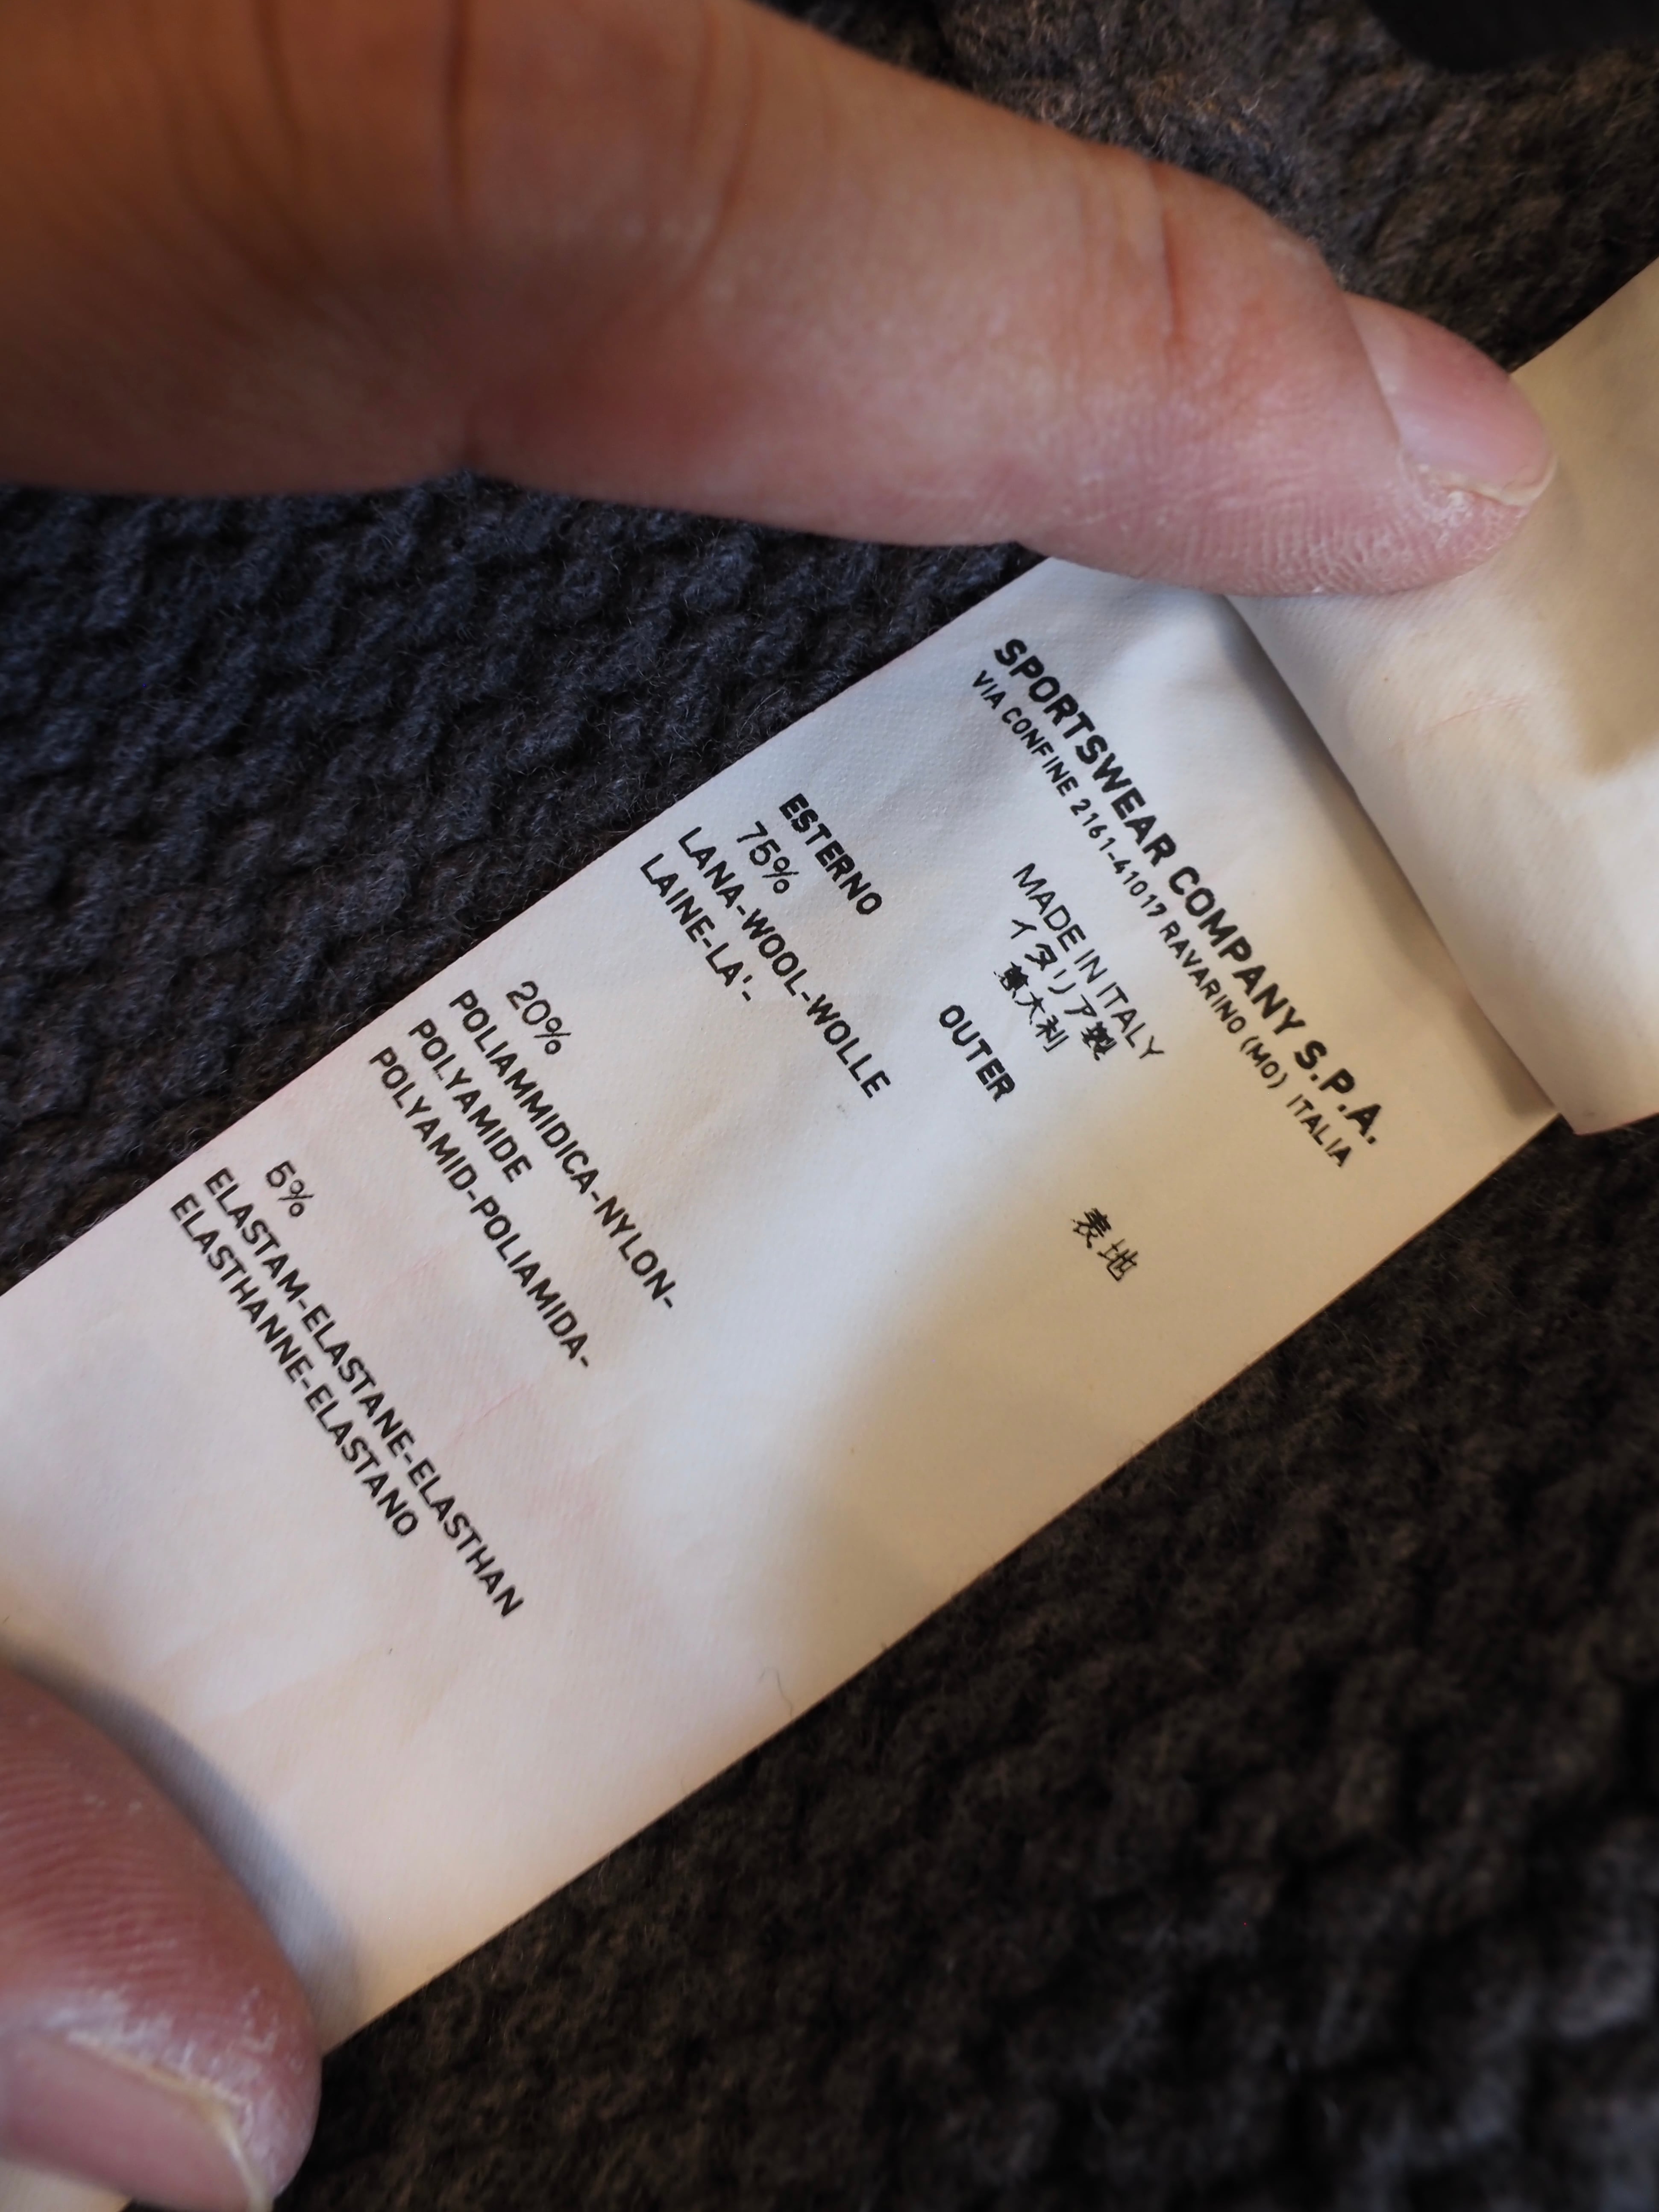 SPORTSWEAR COMPANY S.P.A.
VIA CONFINE 2161-41017 RAVARINO (MO) ITALIA
MADE IN ITALY
イタリア製
意大利
ESTERNO OUTER 表地
75%
LANA-WOOL-WOLLE
LAINE-LA'-
20%
POLIAMMIDICA-NYLON-
POLYAMIDE
POLYAMID-POLIAMIDA-
5%
ELASTAM-ELASTANE-ELASTHAN
ELASTHANNE-ELASTANO